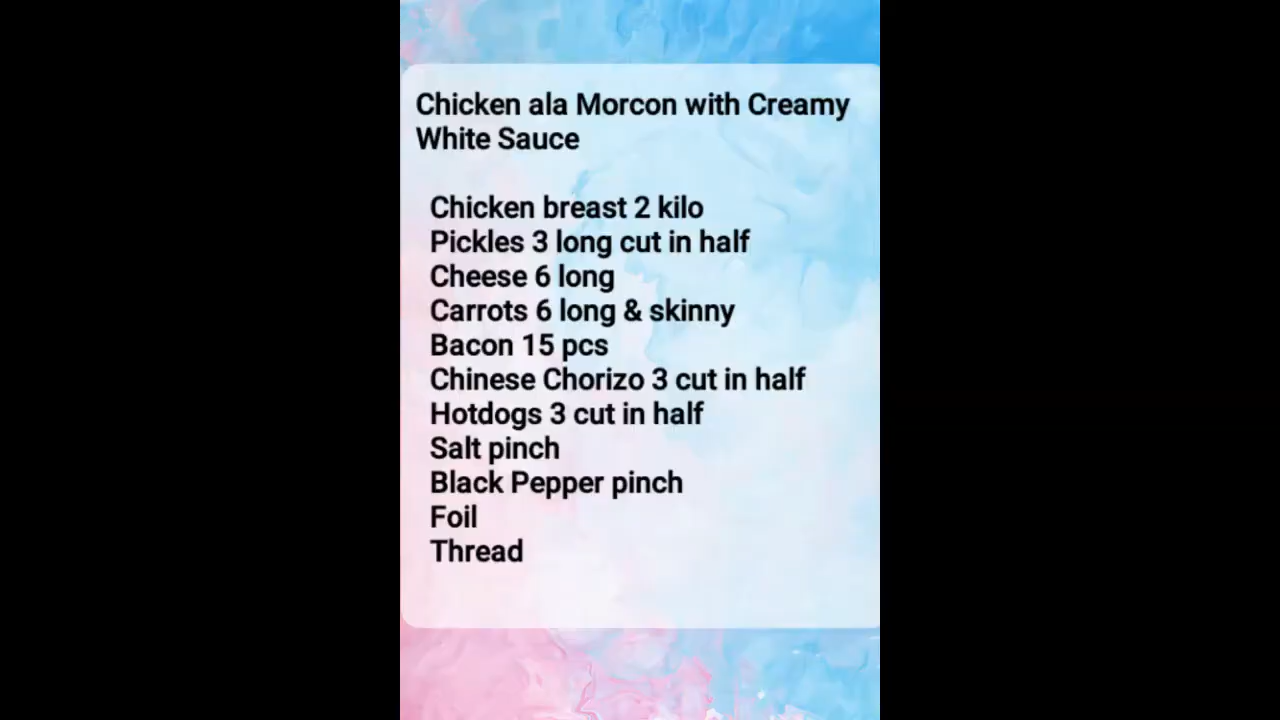 Chicken ala Morcon with Creamy
White Sauce
Chicken breast 2 kilo
Pickles 3 long cut in half
Cheese 6 long
Carrots 6 long & skinny
Bacon 15 pcs
Chinese Chorizo 3 cut in half
Hotdogs 3 cut in half
Salt pinch
Black Pepper pinch
Foil
Thread